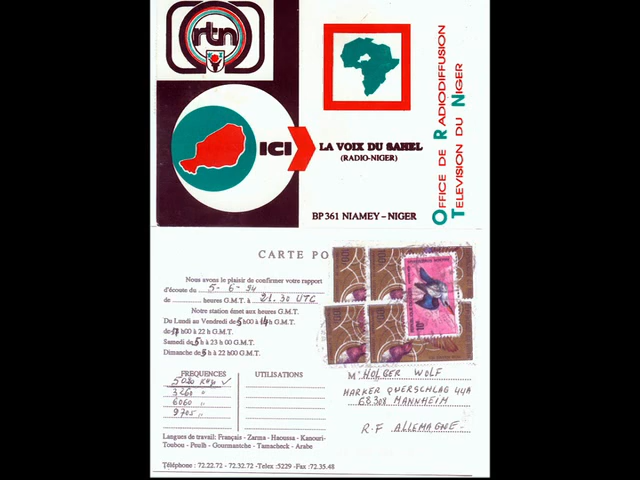 rtn
ICI
LA VOIX DU SAHEL
(RADIO-NIGER)
BP 361 NIAMEY – NIGER
OFFICE DE RADIODIFFUSION
TELEVISION DU NIGER
CARTE PO
Nous avons le plaisir de confirmer votre rapport
d'écoute du 5-6-94
de heures G.M.T. à 21.30 UTC
Notre station émet aux heures G.M.T.
Du Lundi au Vendredi de 5h00 à 14h G.M.T.
de 17 h00 à 22 h G.M.T.
Samedi de 5h à 23 h 00 G.M.T.
Dimanche de 5h à 22 h00 G.M.T.
FREQUENCES
5020 KHz ✓
3260 "
6060 "
9705 "
UTILISATIONS
Langues de travail: Français - Zarma - Haoussa - Kanouri-
Toubou - Peulh - Gourmantche - Tamacheck - Arabe
Téléphone : 72.22.72 - 72.32.72 -Telex :5229 -Fax :72.35.48
100
M' HOLGER WOLF
MARKER QUERSCHLAG 44A
68309 MANNHEIM
R.F ALLEMAGNE.